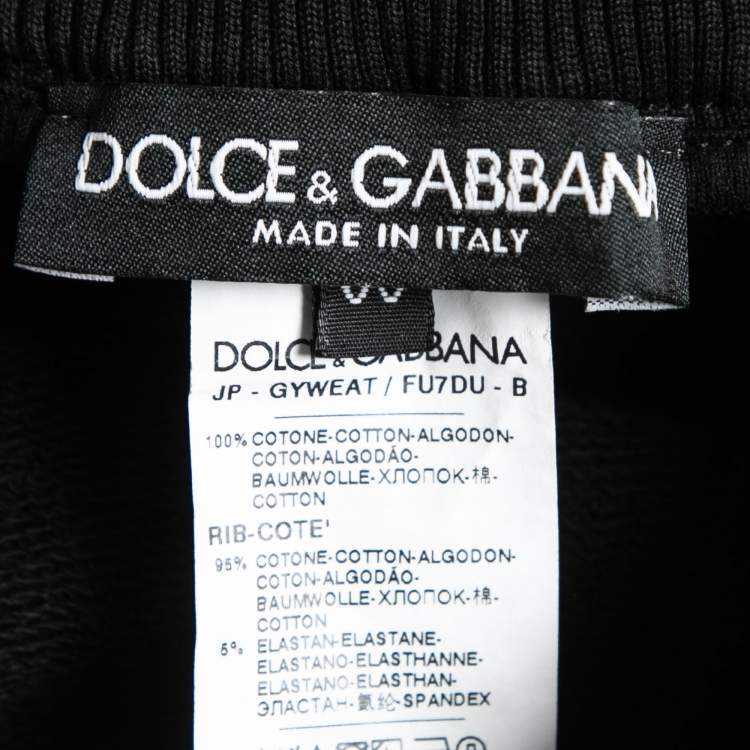 DOLCE & GABBANA
MADE IN ITALY
DOLCE & GABBANA
JP - GYWEAT / FU7DU - B
100% COTONE-COTTON-ALGODON-
COTON-ALGODÃO-
BAUMWOLLE-ХЛОПОК-棉-
COTTON
RIB-COTE'
95% COTONE-COTTON-ALGODON-
COTON-ALGODÃO-
BAUMWOLLE-ХЛОПОК-棉-
COTTON
5% ELASTAN-ELASTANE-
ELASTANO-ELASTHANNE-
ELASTANO-ELASTHAN-
ЭЛАСТАН-氨纶-SPANDEX